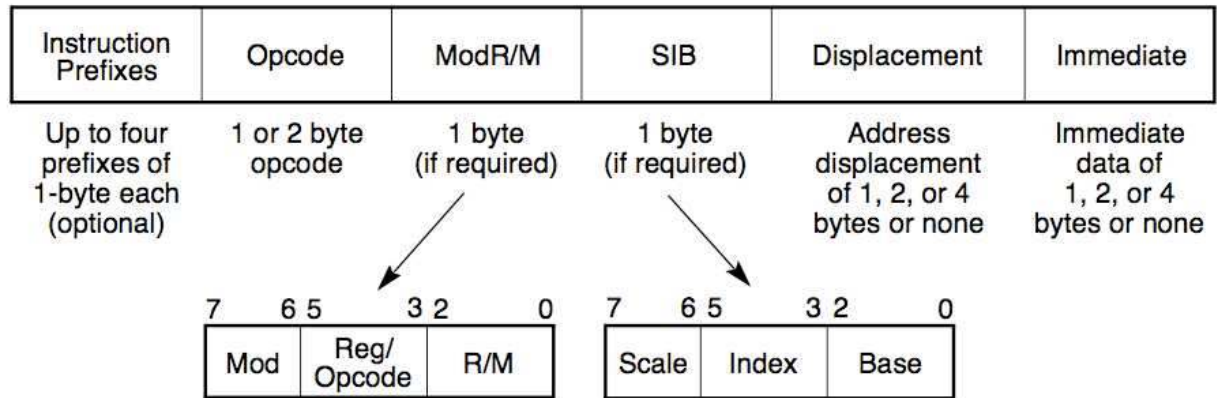 Instruction
Prefixes
Opcode
ModR/M
SIB
Displacement
Immediate
Up to four
prefixes of
1-byte each
(optional)
1 or 2 byte
opcode
1 byte
(if required)
1 byte
(if required)
Address
displacement
of 1, 2, or 4
bytes or none
Immediate
data of
1, 2, or 4
bytes or none
7 6 5 3 2 0
Mod
Reg/
Opcode
R/M
7 6 5 3 2 0
Scale
Index
Base